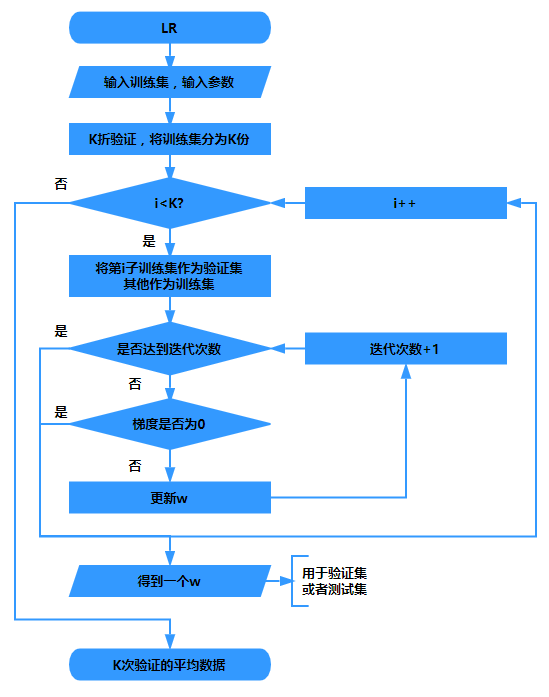 LR
输入训练集，输入参数
K折验证，将训练集分为K份
否
i<K?
i++
是
将第i子训练集作为验证集
其他作为训练集
是
是否达到迭代次数
迭代次数+1
否
是
梯度是否为0
否
更新w
得到一个w
用于验证集
或者测试集
K次验证的平均数据